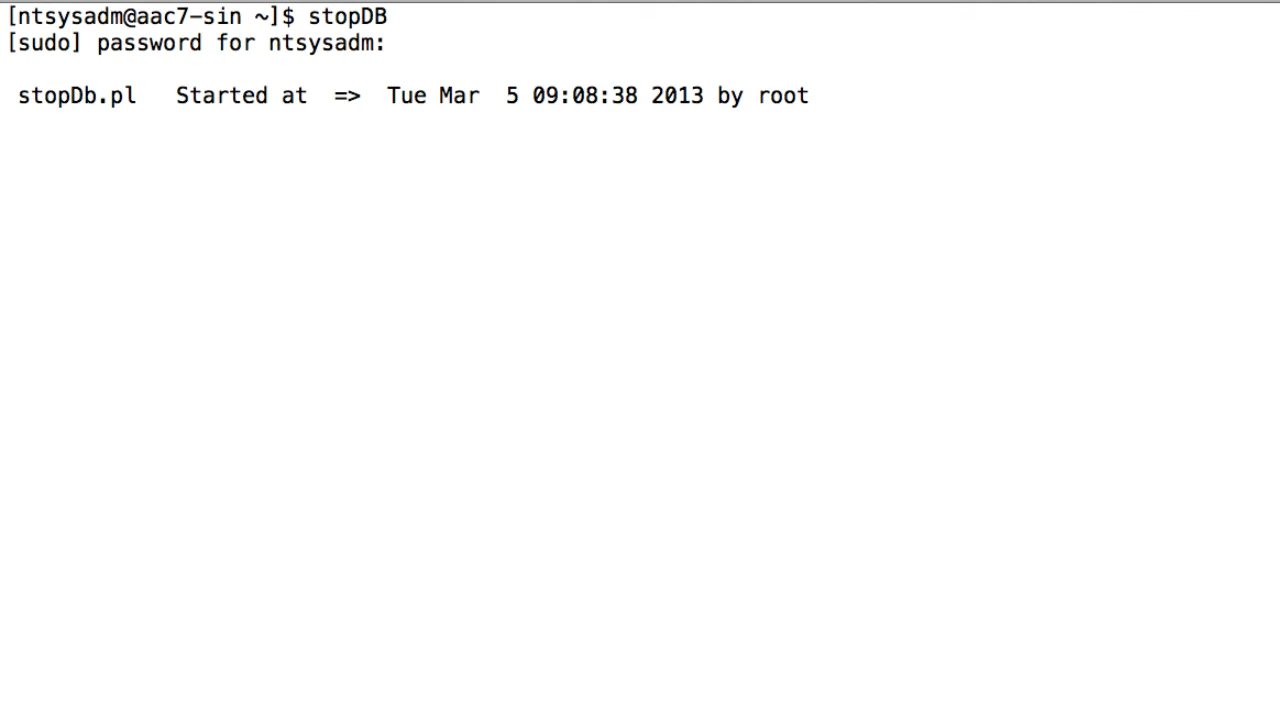 [ntsysadm@aac7-sin ~]$ stopDB
[sudo] password for ntsysadm:
stopDb.pl   Started at  =>  Tue Mar  5 09:08:38 2013 by root